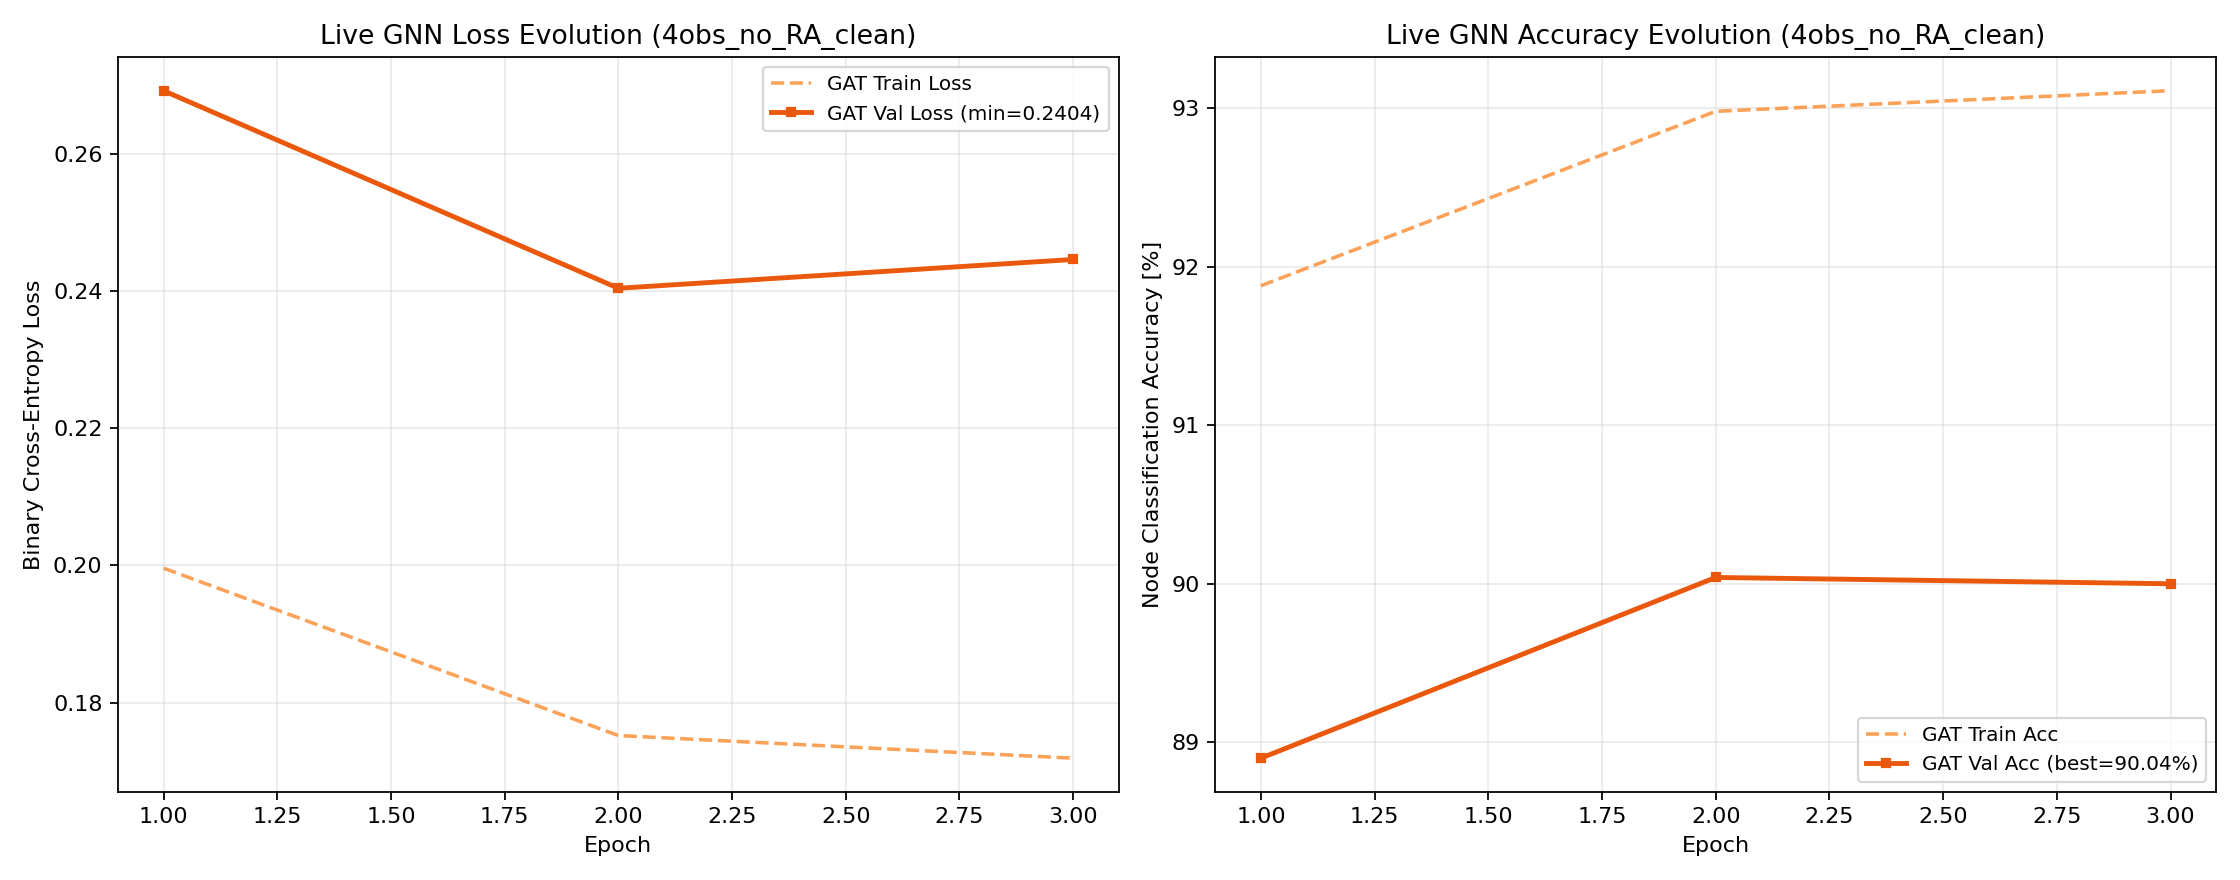 Live GNN Loss Evolution (4obs_no_RA_clean)
GAT Train Loss
GAT Val Loss (min=0.2404)
Binary Cross-Entropy Loss
0.26
0.24
0.22
0.20
0.18
1.00 1.25 1.50 1.75 2.00 2.25 2.50 2.75 3.00
Epoch
Live GNN Accuracy Evolution (4obs_no_RA_clean)
Node Classification Accuracy [%]
93
92
91
90
89
GAT Train Acc
GAT Val Acc (best=90.04%)
1.00 1.25 1.50 1.75 2.00 2.25 2.50 2.75 3.00
Epoch